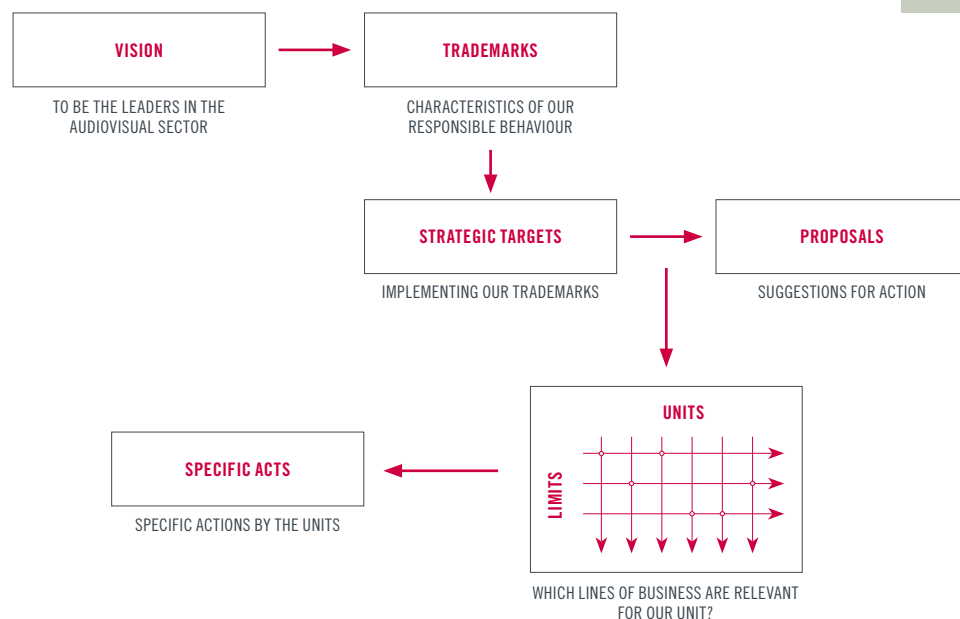 VISION
TRADEMARKS
TO BE THE LEADERS IN THE
AUDIOVISUAL SECTOR
CHARACTERISTICS OF OUR
RESPONSIBLE BEHAVIOUR
STRATEGIC TARGETS
PROPOSALS
IMPLEMENTING OUR TRADEMARKS
SUGGESTIONS FOR ACTION
UNITS
LIMITS
SPECIFIC ACTS
SPECIFIC ACTIONS BY THE UNITS
WHICH LINES OF BUSINESS ARE RELEVANT
FOR OUR UNIT?